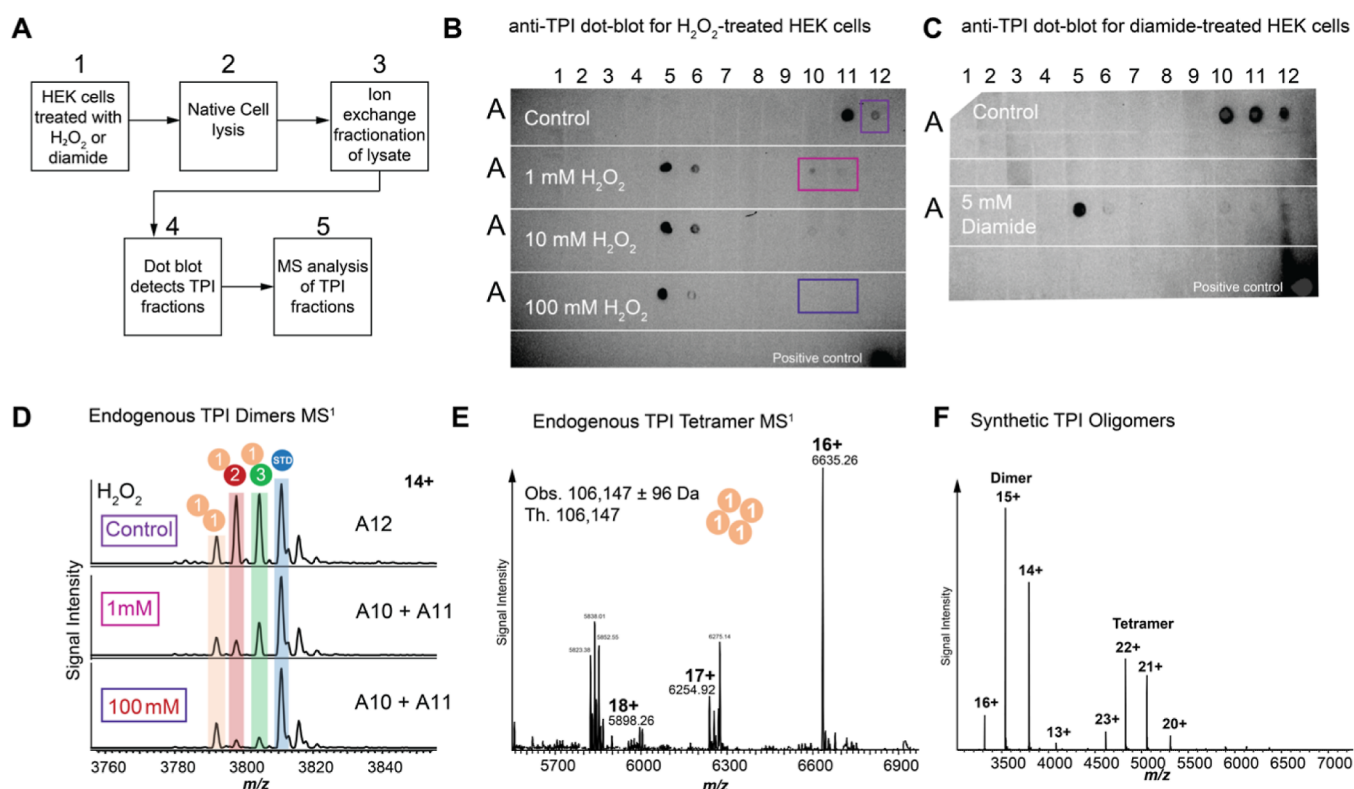 A
1
2
3
HEK cells
treated with
H₂O₂ or
diamide
Native Cell
lysis
Ion
exchange
fractionation
of lysate
4
5
Dot blot
detects TPI
fractions
MS analysis
of TPI
fractions
B anti-TPI dot-blot for H₂O₂-treated HEK cells
1 2 3 4 5 6 7 8 9 10 11 12
A Control
A 1 mM H₂O₂
A 10 mM H₂O₂
A 100 mM H₂O₂
Positive control
C anti-TPI dot-blot for diamide-treated HEK cells
1 2 3 4 5 6 7 8 9 10 11 12
A Control
A 5 mM
Diamide
Positive control
D Endogenous TPI Dimers MS¹
1 1 STD
1 2 3
1
H₂O₂ 14+
Control A12
1mM A10 + A11
100 mM A10 + A11
Signal Intensity
3760 3780 3800 3820 3840
m/z
E Endogenous TPI Tetramer MS¹
Obs. 106,147 ± 96 Da
Th. 106,147
1 1 1 1
16+
6635.26
5838.01
5823.38
5852.55
6275.14
17+
6254.92
18+
5898.26
Signal Intensity
5700 6000 6300 6600 6900
m/z
F Synthetic TPI Oligomers
Dimer
15+
14+
16+
13+
Tetramer
22+
21+
23+
20+
Signal Intensity
3500 4000 4500 5000 5500 6000 6500 7000
m/z